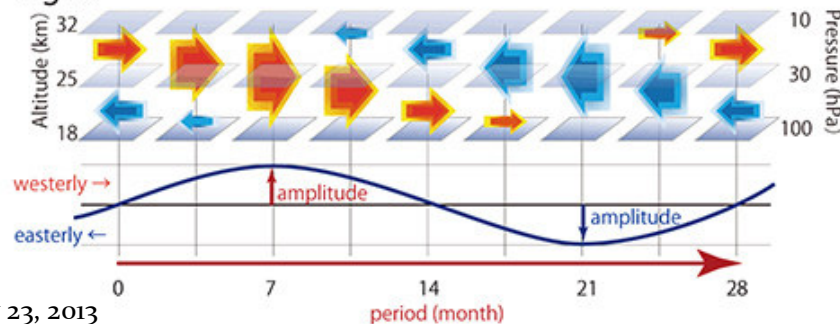 32
10
25
30
18
100
Altitude (km)
Pressure (hPa)
westerly →
amplitude
amplitude
easterly ←
0 7 14 21 28
period (month)
23, 2013